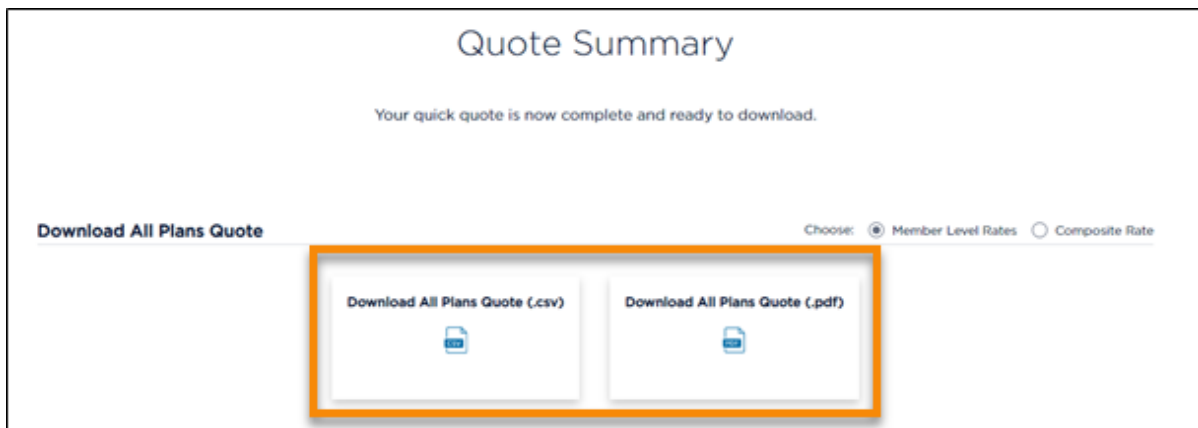 Quote Summary
Your quick quote is now complete and ready to download.
Download All Plans Quote
Choose: Member Level Rates Composite Rate
Download All Plans Quote (.csv)
Download All Plans Quote (.pdf)
CSV
PDF